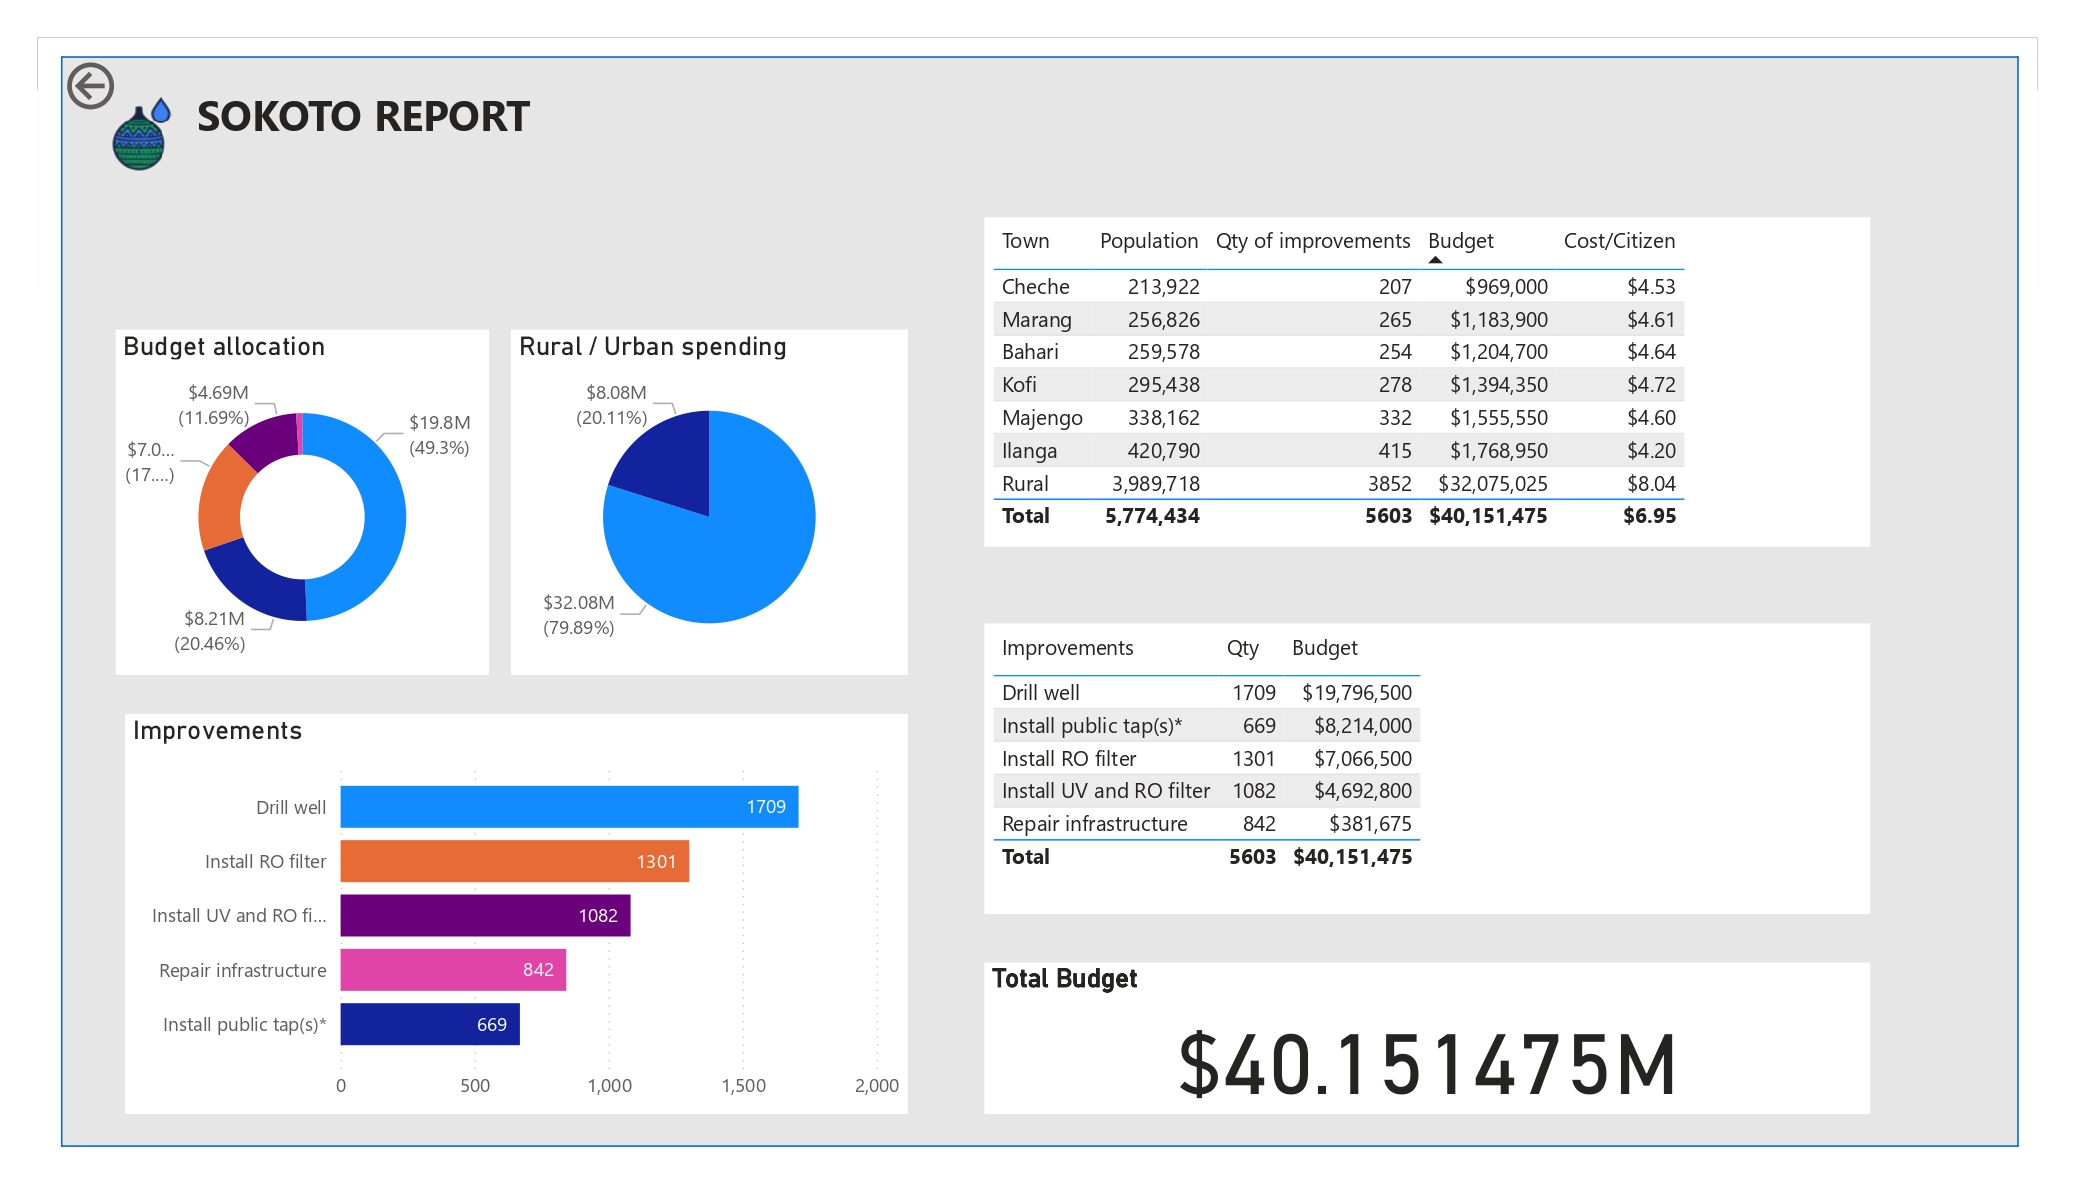 SOKOTO REPORT
Budget allocation
$4.69M
(11.69%)
$19.8M
(49.3%)
$7.0...
(17....)
$8.21M
(20.46%)
Rural / Urban spending
$8.08M
(20.11%)
$32.08M
(79.89%)
Improvements
Drill well 1709
Install RO filter 1301
Install UV and RO fi... 1082
Repair infrastructure 842
Install public tap(s)* 669
0 500 1,000 1,500 2,000
Town Population Qty of improvements Budget Cost/Citizen
Cheche 213,922 207 $969,000 $4.53
Marang 256,826 265 $1,183,900 $4.61
Bahari 259,578 254 $1,204,700 $4.64
Kofi 295,438 278 $1,394,350 $4.72
Majengo 338,162 332 $1,555,550 $4.60
Ilanga 420,790 415 $1,768,950 $4.20
Rural 3,989,718 3852 $32,075,025 $8.04
Total 5,774,434 5603 $40,151,475 $6.95
Improvements Qty Budget
Drill well 1709 $19,796,500
Install public tap(s)* 669 $8,214,000
Install RO filter 1301 $7,066,500
Install UV and RO filter 1082 $4,692,800
Repair infrastructure 842 $381,675
Total 5603 $40,151,475
Total Budget
$40.151475M